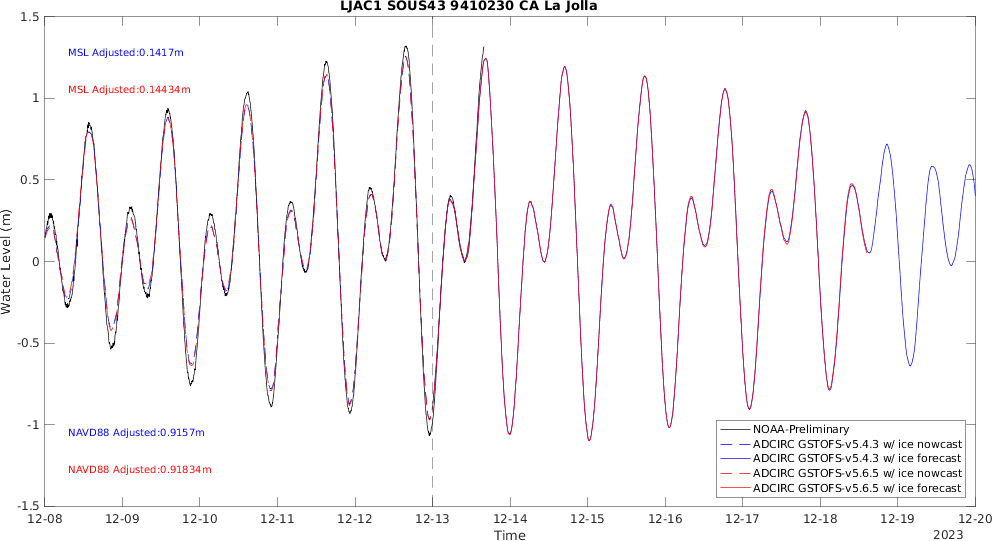 LJAC1 SOUS43 9410230 CA La Jolla
1.5
1
0.5
0
-0.5
-1
-1.5
Water Level (m)
MSL Adjusted:0.1417m
MSL Adjusted:0.14434m
NAVD88 Adjusted:0.9157m
NAVD88 Adjusted:0.91834m
NOAA-Preliminary
ADCIRC GSTOFS-v5.4.3 w/ ice nowcast
ADCIRC GSTOFS-v5.4.3 w/ ice forecast
ADCIRC GSTOFS-v5.6.5 w/ ice nowcast
ADCIRC GSTOFS-v5.6.5 w/ ice forecast
12-08 12-09 12-10 12-11 12-12 12-13 12-14 12-15 12-16 12-17 12-18 12-19 12-20
Time
2023